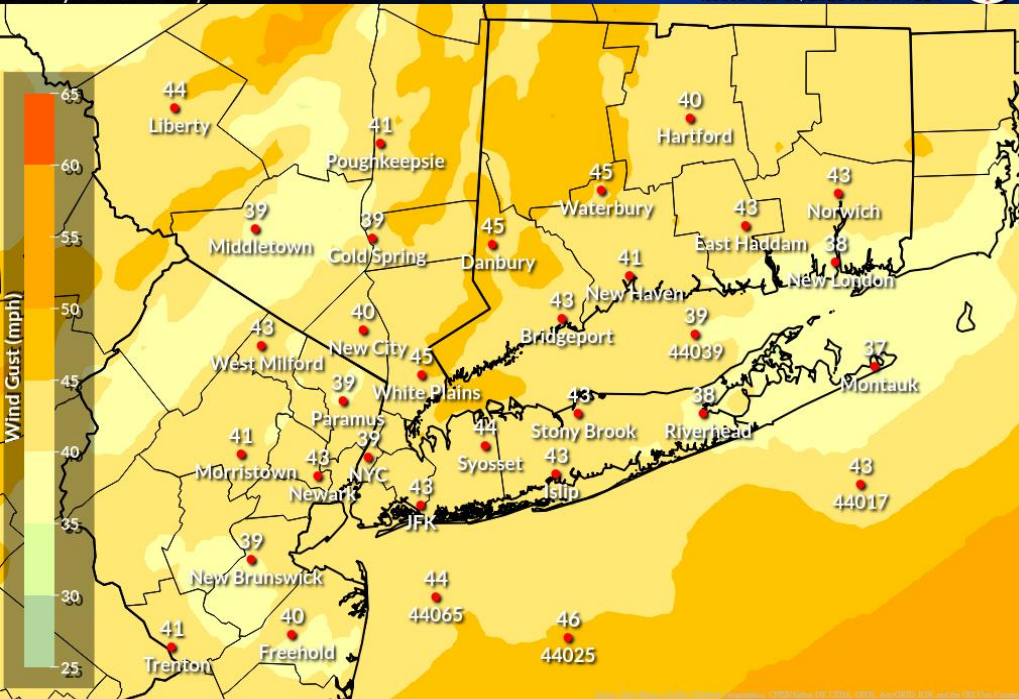 65
60
55
50
45
40
35
30
25
Wind Gust (mph)
44
Liberty
41
Poughkeepsie
40
Hartford
45
Waterbury
43
Norwich
39
Middletown
39
Cold Spring
45
Danbury
43
East Haddam
38
New London
41
New Haven
43
Bridgeport
39
44039
40
New City
43
West Milford
45
White Plains
37
Montauk
39
Paramus
43
Stony Brook
38
Riverhead
41
Morristown
43
Newark
39
NYC
44
Syosset
43
Islip
43
JFK
43
44017
39
New Brunswick
44
44065
46
44025
40
Freehold
41
Trenton